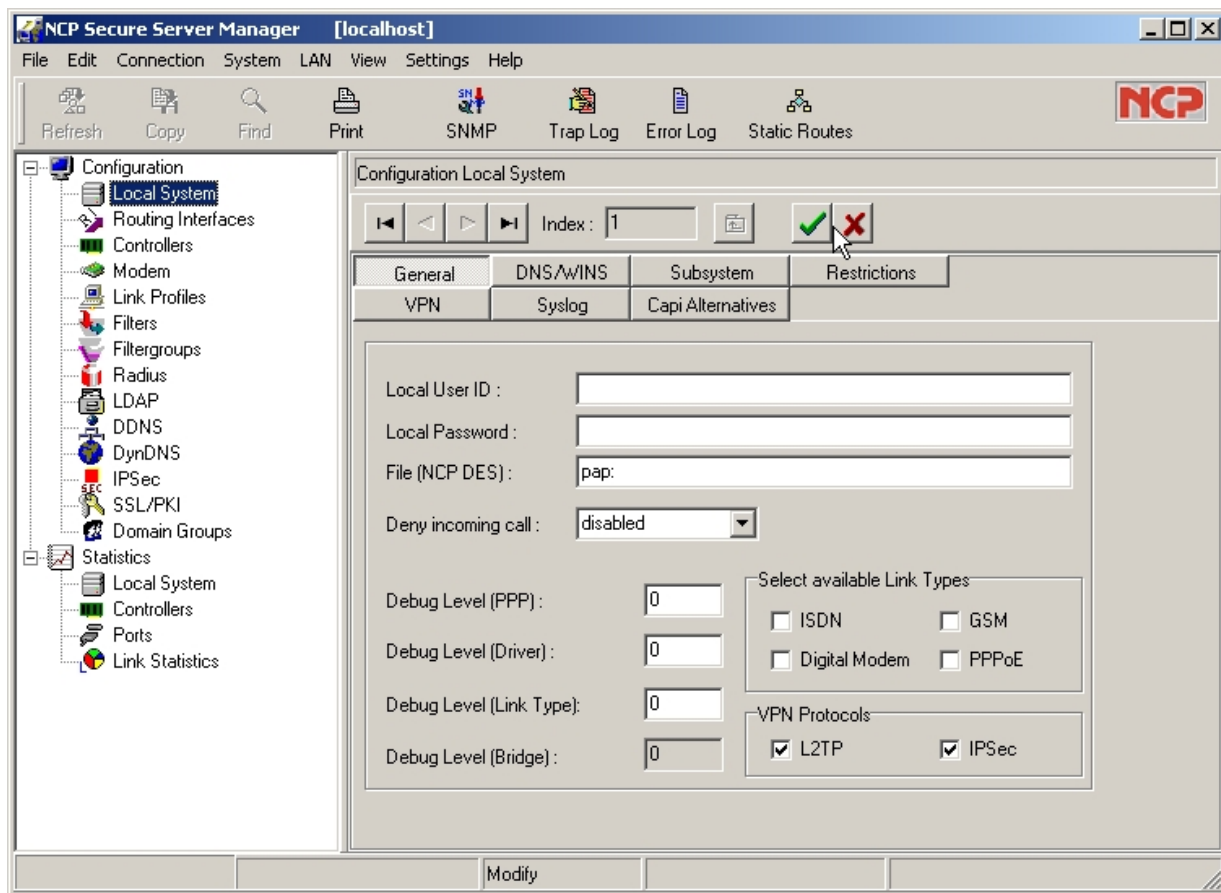 NCP Secure Server Manager [localhost]
File Edit Connection System LAN View Settings Help
Refresh Copy Find Print SNMP Trap Log Error Log Static Routes
NCP
Configuration
Local System
Routing Interfaces
Controllers
Modem
Link Profiles
Filters
Filtergroups
Radius
LDAP
DDNS
DynDNS
IPSec
SSL/PKI
Domain Groups
Statistics
Local System
Controllers
Ports
Link Statistics
Configuration Local System
Index : 1
General DNS/WINS Subsystem Restrictions
VPN Syslog Capi Alternatives
Local User ID :
Local Password :
File (NCP DES) : pap:
Deny incoming call : disabled
Debug Level (PPP) : 0
Debug Level (Driver) : 0
Debug Level (Link Type): 0
Debug Level (Bridge) : 0
Select available Link Types
ISDN GSM
Digital Modem PPPoE
VPN Protocols
L2TP IPSec
Modify